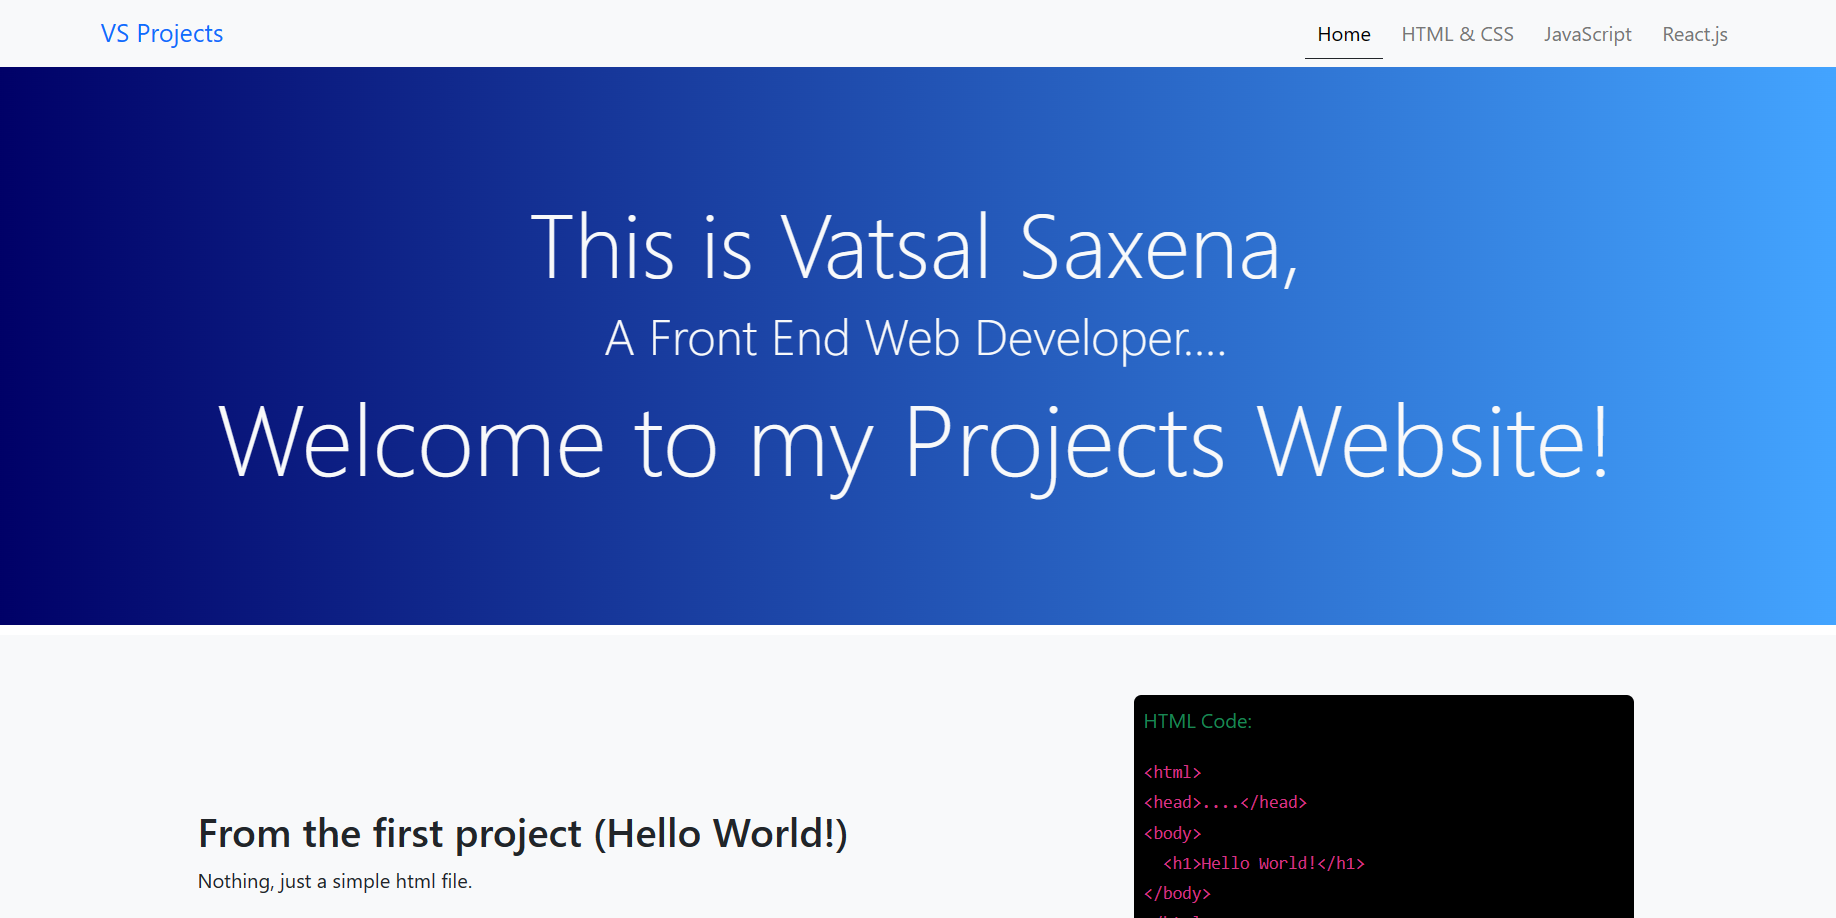 VS Projects
Home HTML & CSS JavaScript React.js
This is Vatsal Saxena,
A Front End Web Developer....
Welcome to my Projects Website!
From the first project (Hello World!)
Nothing, just a simple html file.
HTML Code:
<html>
<head>....</head>
<body>
<h1>Hello World!</h1>
</body>